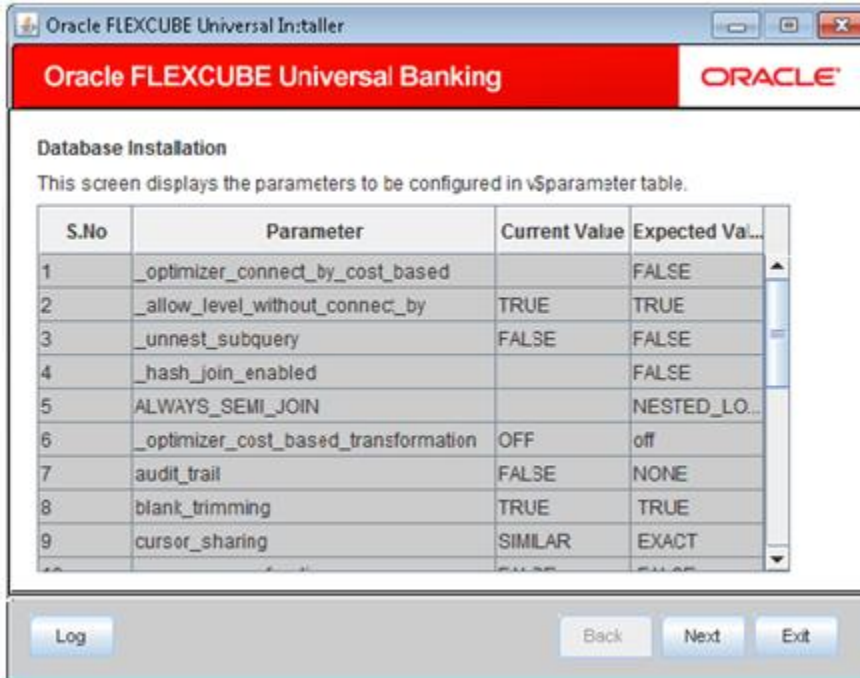 Oracle FLEXCUBE Universal Installer
Oracle FLEXCUBE Universal Banking
ORACLE
Database Installation
This screen displays the parameters to be configured in v$parameter table.
S.No Parameter Current Value Expected Val...
1 _optimizer_connect_by_cost_based FALSE
2 _allow_level_without_connect_by TRUE TRUE
3 _unnest_subquery FALSE FALSE
4 _hash_join_enabled FALSE
5 ALWAYS_SEMI_JOIN NESTED_LO...
6 _optimizer_cost_based_transformation OFF off
7 audit_trail FALSE NONE
8 blank_trimming TRUE TRUE
9 cursor_sharing SIMILAR EXACT
Log Back Next Exit